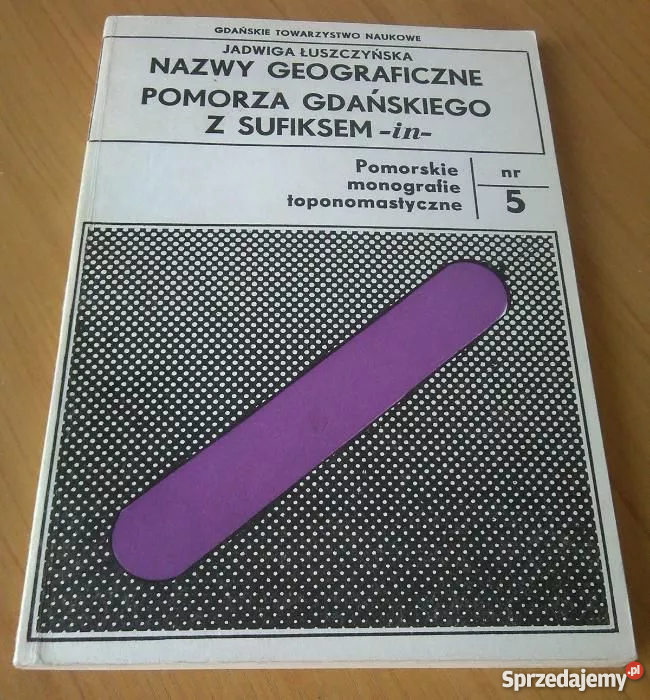 GDAŃSKIE TOWARZYSTWO NAUKOWE
JADWIGA ŁUSZCZYŃSKA
NAZWY GEOGRAFICZNE
POMORZA GDAŃSKIEGO
Z SUFIKSEM -in-
Pomorskie
monografie
toponomastyczne
nr
5
Sprzedajemy.pl